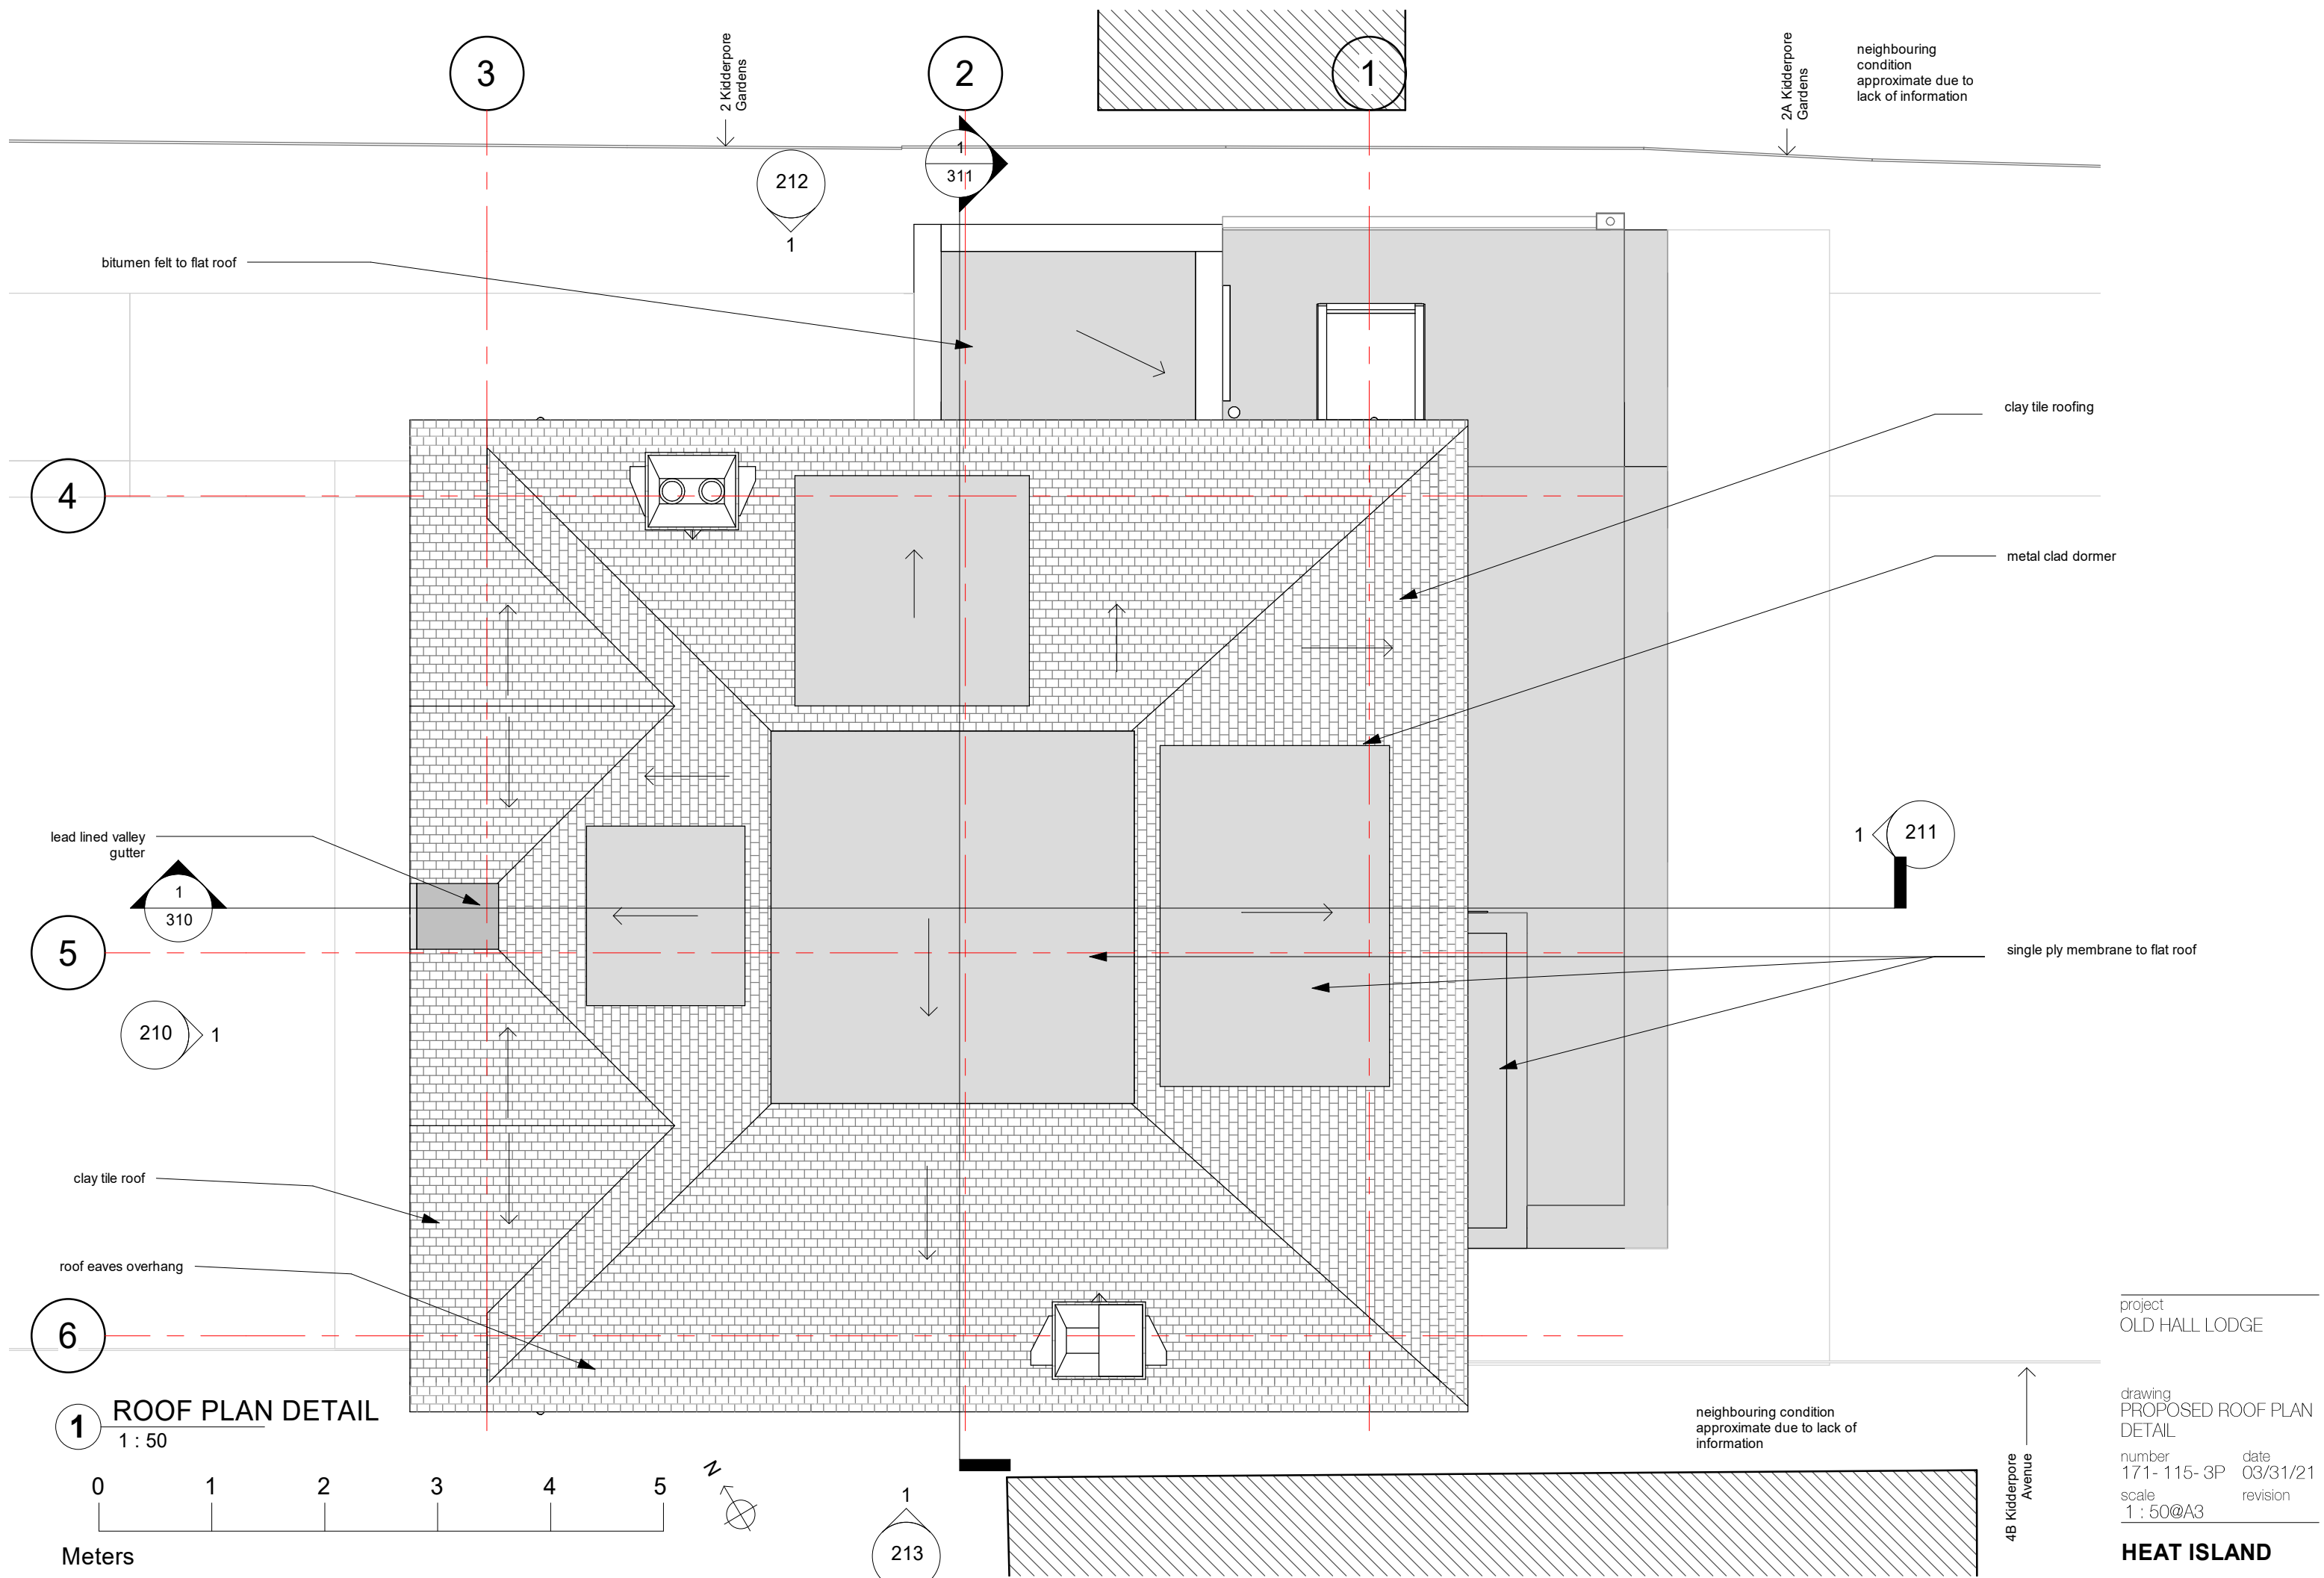 3
2
1
2 Kidderpore
Gardens
2A Kidderpore
Gardens
neighbouring
condition
approximate due to
lack of information
1
311
212
1
bitumen felt to flat roof
clay tile roofing
4
metal clad dormer
lead lined valley
gutter
1
310
1
211
5
single ply membrane to flat roof
210
1
clay tile roof
roof eaves overhang
6
1
ROOF PLAN DETAIL
1 : 50
0
1
2
3
4
5
Meters
N
1
213
neighbouring condition
approximate due to lack of
information
4B Kidderpore
Avenue
project
OLD HALL LODGE
drawing
PROPOSED ROOF PLAN
DETAIL
number date
171- 115- 3P 03/31/21
scale revision
1 : 50@A3
HEAT ISLAND